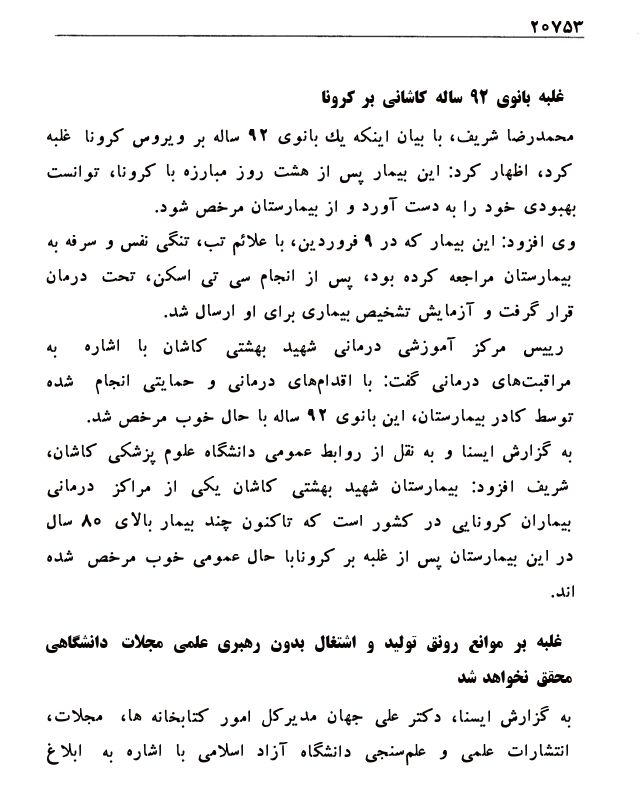 ۲۰۷۵۳
غلبه بانوی ۹۲ ساله کاشانی بر کرونا
محمدرضا شریف، با بیان اینکه یك بانوی ۹۲ ساله بر ویروس کرونا غلبه
کرد، اظهار کرد: این بیمار پس از هشت روز مبارزه با کرونا، توانست
بهبودی خود را به دست آورد و از بیمارستان مرخص شود.
وی افزود: این بیمار که در ۹ فروردین، با علائم تب، تنگی نفس و سرفه به
بیمارستان مراجعه کرده بود، پس از انجام سی تی اسکن، تحت درمان
قرار گرفت و آزمایش تشخیص بیماری برای او ارسال شد.
رییس مرکز آموزشی درمانی شهید بهشتی کاشان با اشاره به
مراقبت‌های درمانی گفت: با اقدام‌های درمانی و حمایتی انجام شده
توسط کادر بیمارستان، این بانوی ۹۲ ساله با حال خوب مرخص شد.
به گزارش ایسنا و به نقل از روابط عمومی دانشگاه علوم پزشکی کاشان،
شریف افزود: بیمارستان شهید بهشتی کاشان یکی از مراکز درمانی
بیماران کرونایی در کشور است که تاکنون چند بیمار بالای ۸۰ سال
در این بیمارستان پس از غلبه بر کرونابا حال عمومی خوب مرخص شده
اند.
غلبه بر موانع رونق تولید و اشتغال بدون رهبری علمی مجلات دانشگاهی
محقق نخواهد شد
به گزارش ایسنا، دکتر علی جهان مدیرکل امور کتابخانه ها، مجلات،
انتشارات علمی و علم‌سنجی دانشگاه آزاد اسلامی با اشاره به ابلاغ